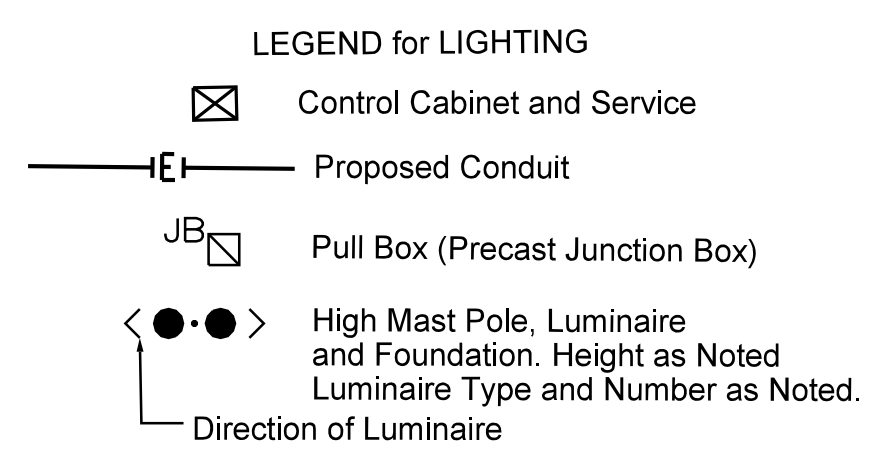 LEGEND for LIGHTING
Control Cabinet and Service
E Proposed Conduit
JB Pull Box (Precast Junction Box)
High Mast Pole, Luminaire
and Foundation. Height as Noted
Luminaire Type and Number as Noted.
Direction of Luminaire